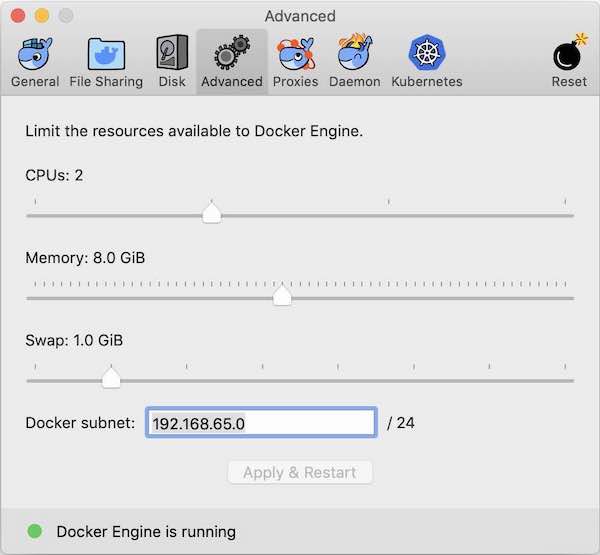 Advanced
General File Sharing Disk Advanced Proxies Daemon Kubernetes Reset
Limit the resources available to Docker Engine.
CPUs: 2
Memory: 8.0 GiB
Swap: 1.0 GiB
Docker subnet: 192.168.65.0 / 24
Apply & Restart
Docker Engine is running